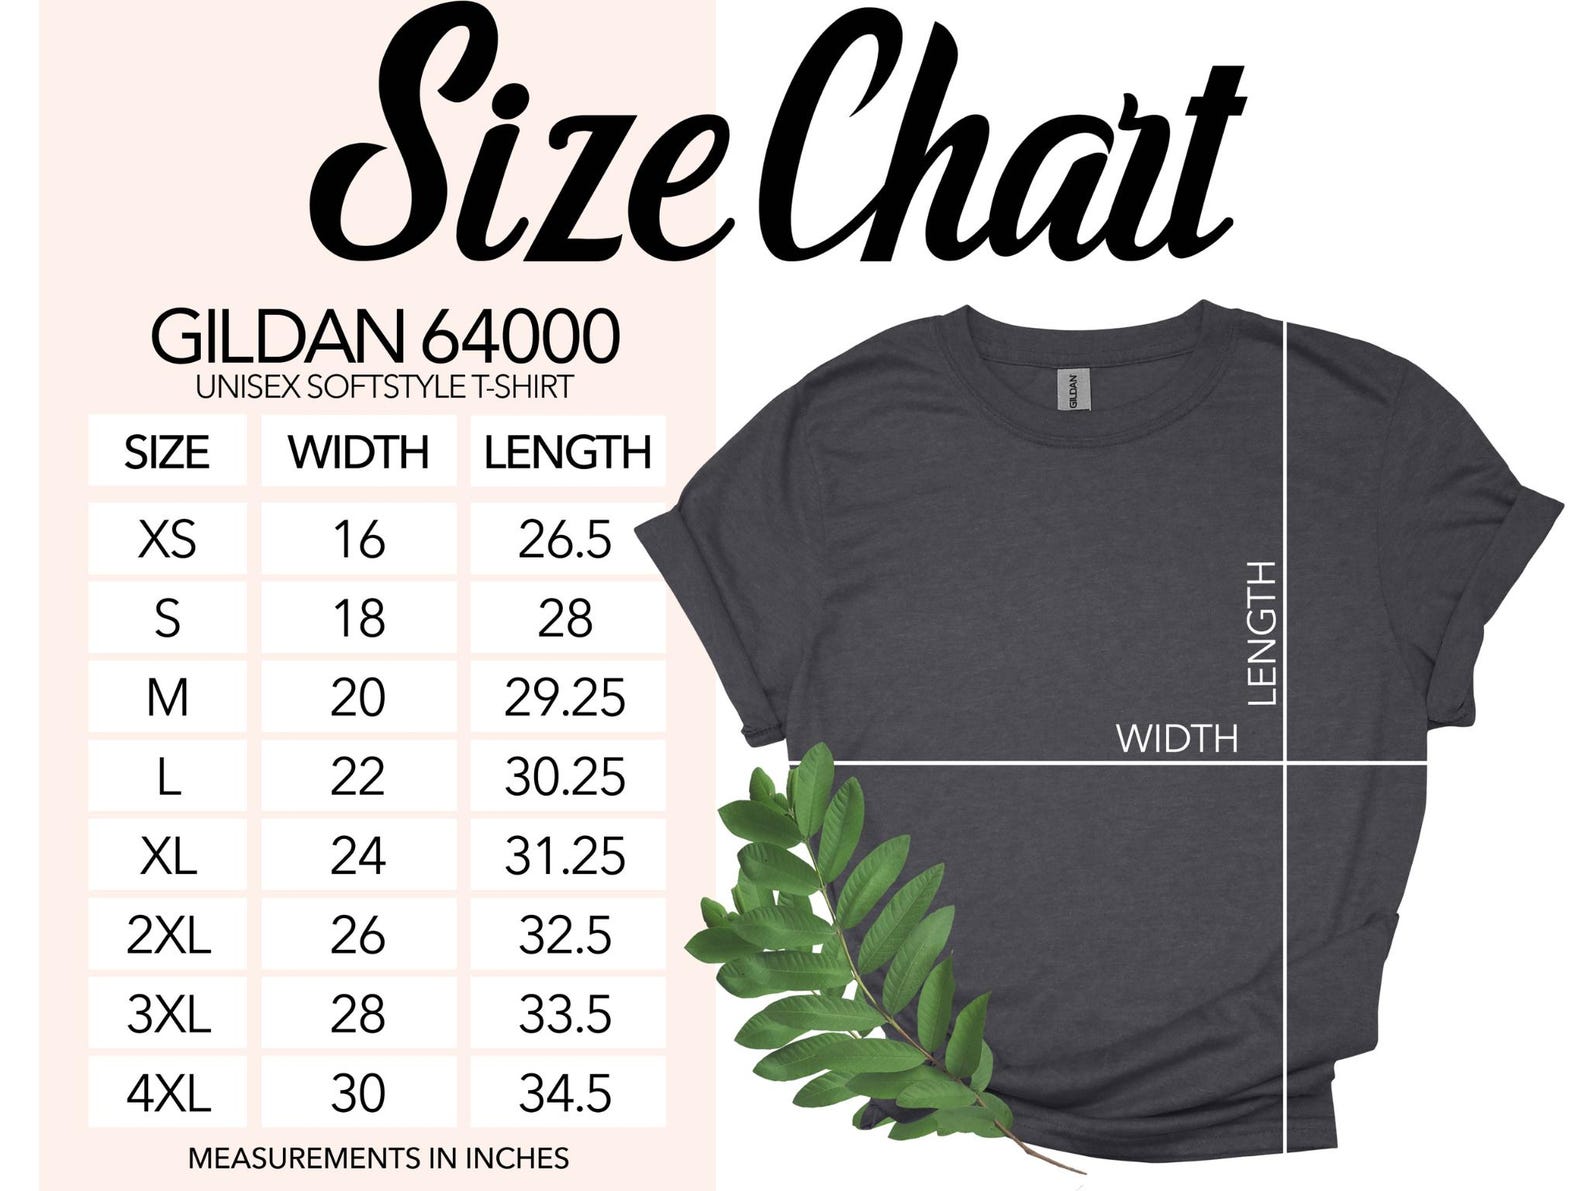 Size Chart
GILDAN 64000
UNISEX SOFTSTYLE T-SHIRT
SIZE WIDTH LENGTH
XS 16 26.5
S 18 28
M 20 29.25
L 22 30.25
XL 24 31.25
2XL 26 32.5
3XL 28 33.5
4XL 30 34.5
MEASUREMENTS IN INCHES
GILDAN
LENGTH
WIDTH